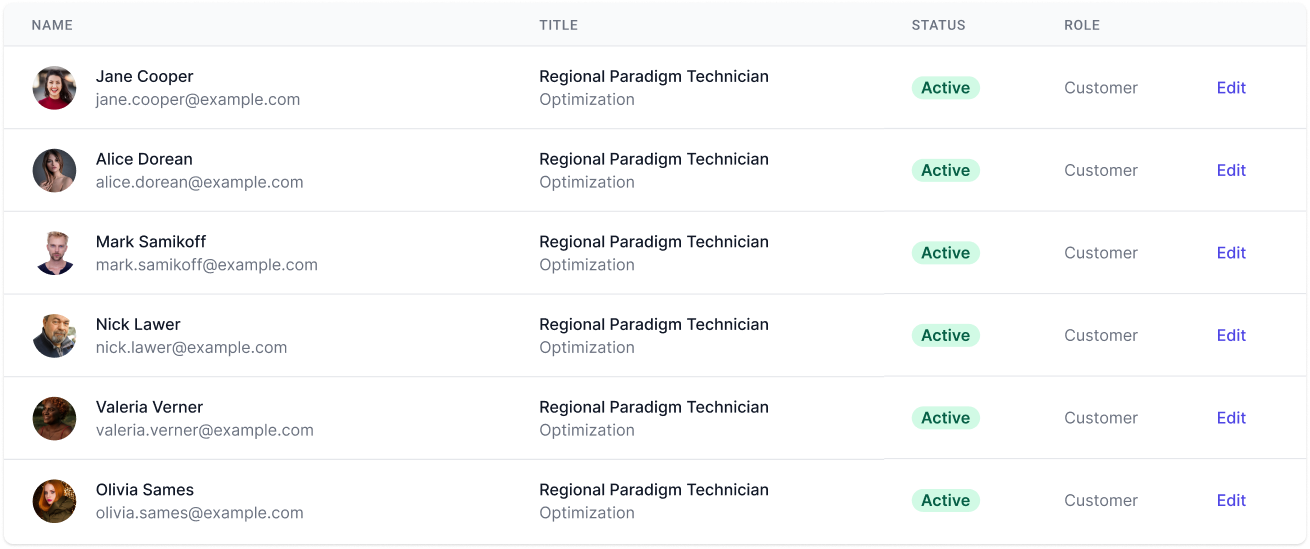 NAME TITLE STATUS ROLE
Jane Cooper Regional Paradigm Technician
jane.cooper@example.com Optimization Active Customer Edit
Alice Dorean Regional Paradigm Technician
alice.dorean@example.com Optimization Active Customer Edit
Mark Samikoff Regional Paradigm Technician
mark.samikoff@example.com Optimization Active Customer Edit
Nick Lawer Regional Paradigm Technician
nick.lawer@example.com Optimization Active Customer Edit
Valeria Verner Regional Paradigm Technician
valeria.verner@example.com Optimization Active Customer Edit
Olivia Sames Regional Paradigm Technician
olivia.sames@example.com Optimization Active Customer Edit